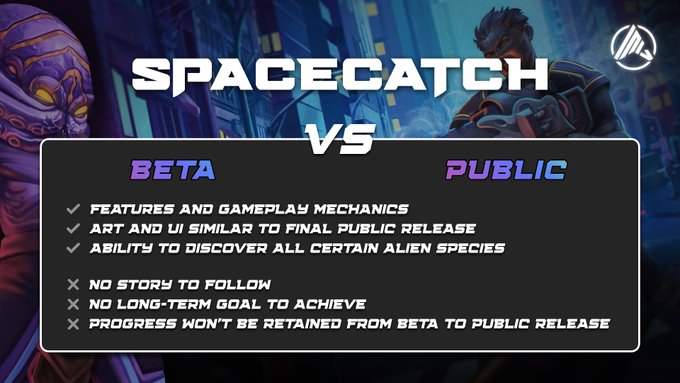 SPACECATCH
VS
BETA
PUBLIC
FEATURES AND GAMEPLAY MECHANICS
ART AND UI SIMILAR TO FINAL PUBLIC RELEASE
ABILITY TO DISCOVER ALL CERTAIN ALIEN SPECIES
NO STORY TO FOLLOW
NO LONG-TERM GOAL TO ACHIEVE
PROGRESS WON'T BE RETAINED FROM BETA TO PUBLIC RELEASE